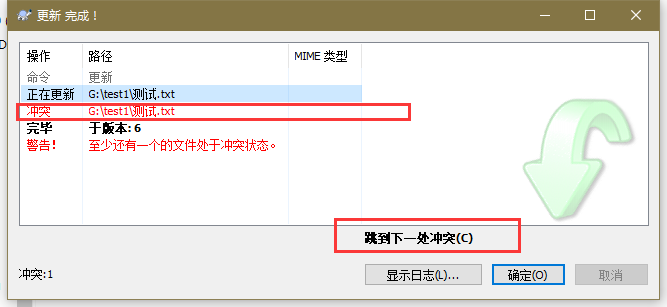 更新 完成！
操作 路径 MIME 类型
命令 更新
正在更新 G:\test1\测试.txt
冲突 G:\test1\测试.txt
完毕 于版本: 6
警告! 至少还有一个的文件处于冲突状态。
跳到下一处冲突(C)
冲突:1 显示日志(L)... 确定(O) 取消